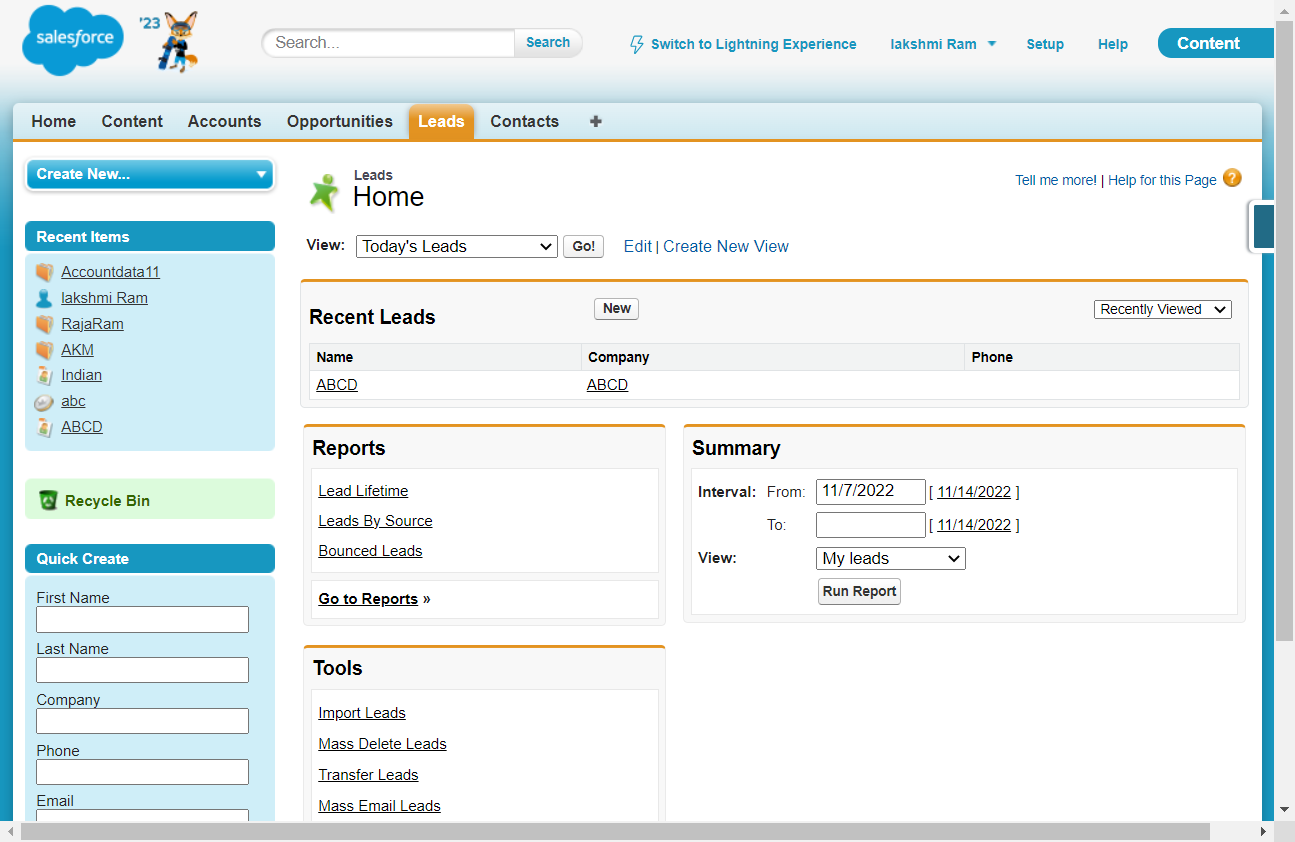 salesforce
'23
Search...
Search
Switch to Lightning Experience
lakshmi Ram
Setup
Help
Content
Home
Content
Accounts
Opportunities
Leads
Contacts
+
Create New...
Leads
Home
Tell me more! | Help for this Page ?
View: Today's Leads Go! Edit | Create New View
Recent Items
Accountdata11
lakshmi Ram
RajaRam
AKM
Indian
abc
ABCD
Recycle Bin
Quick Create
First Name
Last Name
Company
Phone
Email
Recent Leads
New
Recently Viewed
Name Company Phone
ABCD ABCD
Reports
Lead Lifetime
Leads By Source
Bounced Leads
Go to Reports »
Summary
Interval: From: 11/7/2022 [ 11/14/2022 ]
To: [ 11/14/2022 ]
View: My leads
Run Report
Tools
Import Leads
Mass Delete Leads
Transfer Leads
Mass Email Leads